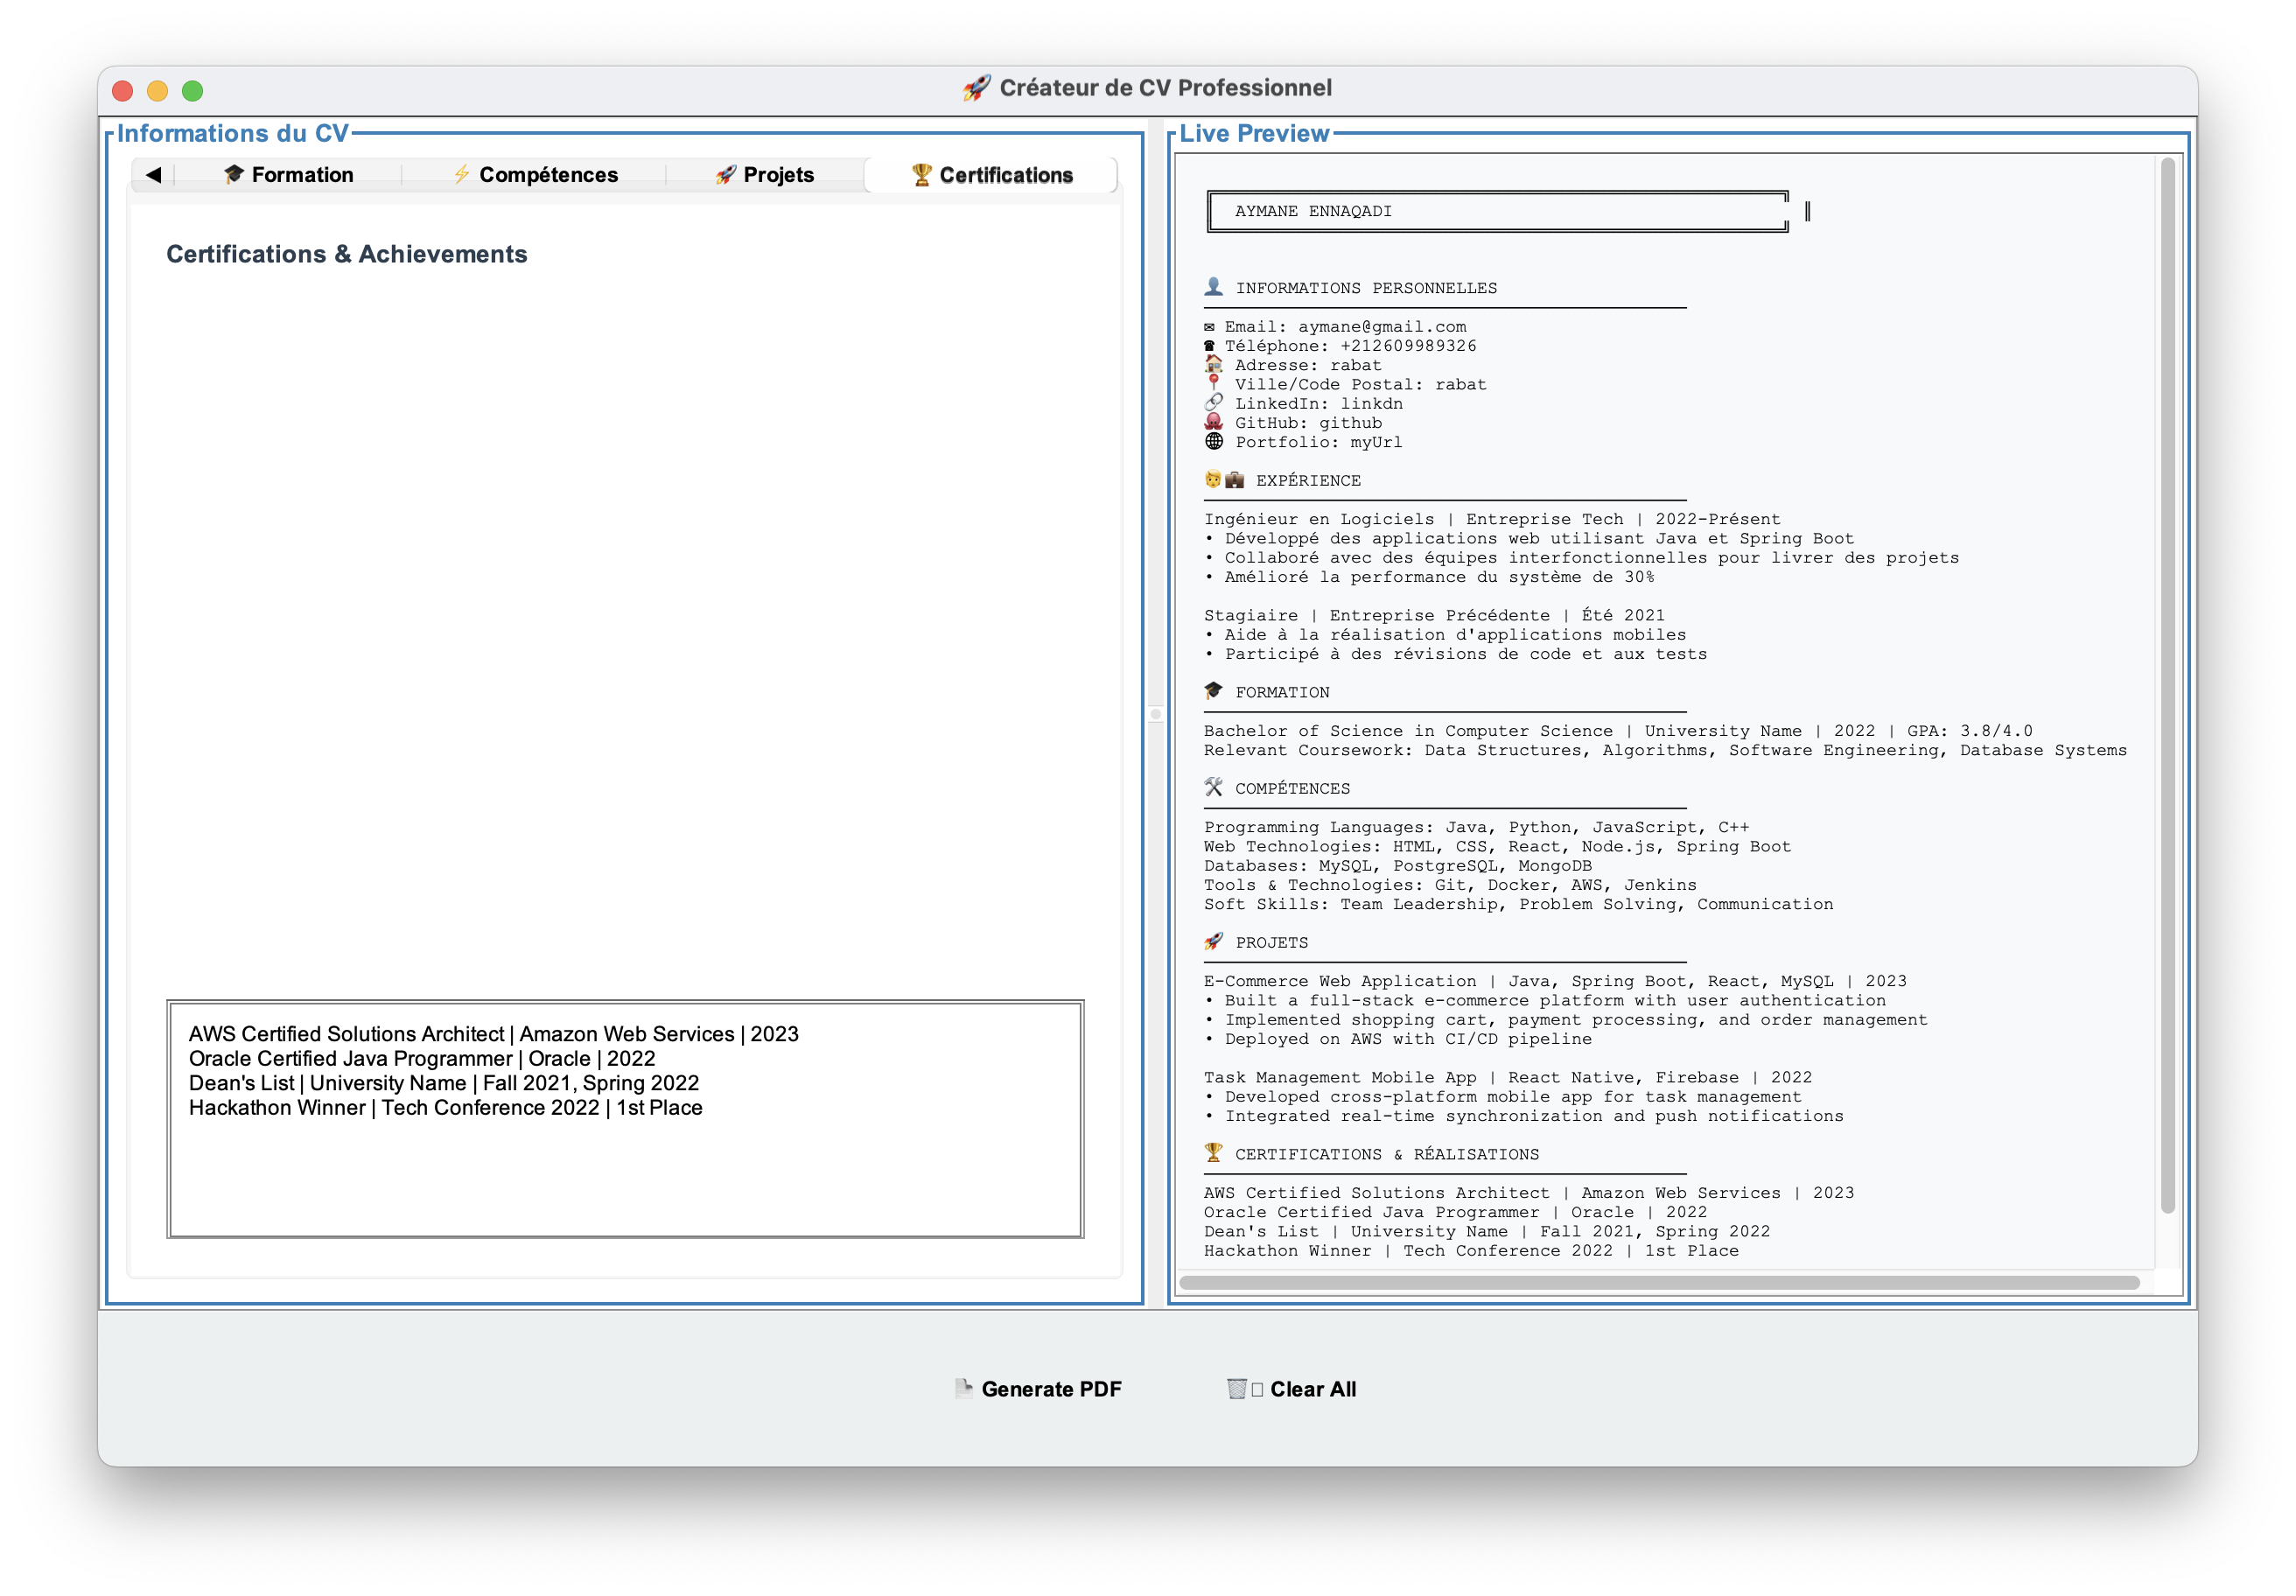 🚀 Créateur de CV Professionnel
Informations du CV
◀ 🎓 Formation ⚡ Compétences 🚀 Projets 🏆 Certifications
Certifications & Achievements
AWS Certified Solutions Architect | Amazon Web Services | 2023
Oracle Certified Java Programmer | Oracle | 2022
Dean's List | University Name | Fall 2021, Spring 2022
Hackathon Winner | Tech Conference 2022 | 1st Place
Live Preview
AYMANE ENNAQADI
👤 INFORMATIONS PERSONNELLES
✉ Email: aymane@gmail.com
☎ Téléphone: +212609989326
🏠 Adresse: rabat
📍 Ville/Code Postal: rabat
🔗 LinkedIn: linkdn
🐙 GitHub: github
🌐 Portfolio: myUrl
👨💼 EXPÉRIENCE
Ingénieur en Logiciels | Entreprise Tech | 2022-Présent
• Développé des applications web utilisant Java et Spring Boot
• Collaboré avec des équipes interfonctionnelles pour livrer des projets
• Amélioré la performance du système de 30%
Stagiaire | Entreprise Précédente | Été 2021
• Aide à la réalisation d'applications mobiles
• Participé à des révisions de code et aux tests
🎓 FORMATION
Bachelor of Science in Computer Science | University Name | 2022 | GPA: 3.8/4.0
Relevant Coursework: Data Structures, Algorithms, Software Engineering, Database Systems
🛠 COMPÉTENCES
Programming Languages: Java, Python, JavaScript, C++
Web Technologies: HTML, CSS, React, Node.js, Spring Boot
Databases: MySQL, PostgreSQL, MongoDB
Tools & Technologies: Git, Docker, AWS, Jenkins
Soft Skills: Team Leadership, Problem Solving, Communication
🚀 PROJETS
E-Commerce Web Application | Java, Spring Boot, React, MySQL | 2023
• Built a full-stack e-commerce platform with user authentication
• Implemented shopping cart, payment processing, and order management
• Deployed on AWS with CI/CD pipeline
Task Management Mobile App | React Native, Firebase | 2022
• Developed cross-platform mobile app for task management
• Integrated real-time synchronization and push notifications
🏆 CERTIFICATIONS & RÉALISATIONS
AWS Certified Solutions Architect | Amazon Web Services | 2023
Oracle Certified Java Programmer | Oracle | 2022
Dean's List | University Name | Fall 2021, Spring 2022
Hackathon Winner | Tech Conference 2022 | 1st Place
📄 Generate PDF 🗑 Clear All